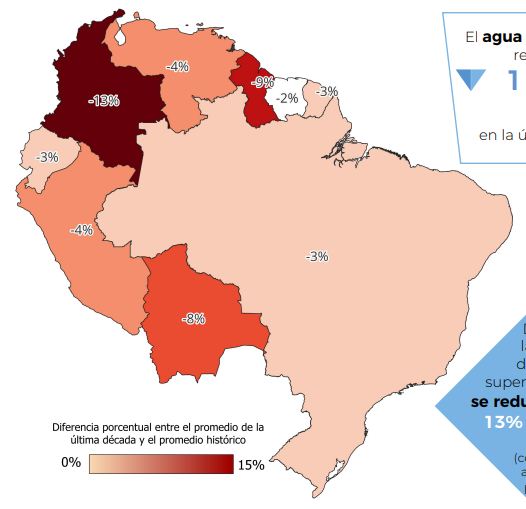 El agua
re
1
en la ú
-4%
-9%
-3%
-2%
-13%
-3%
-4%
-3%
-8%
l
d
super
se redu
13%
(c
a
Diferencia porcentual entre el promedio de la
última década y el promedio histórico
0%
15%